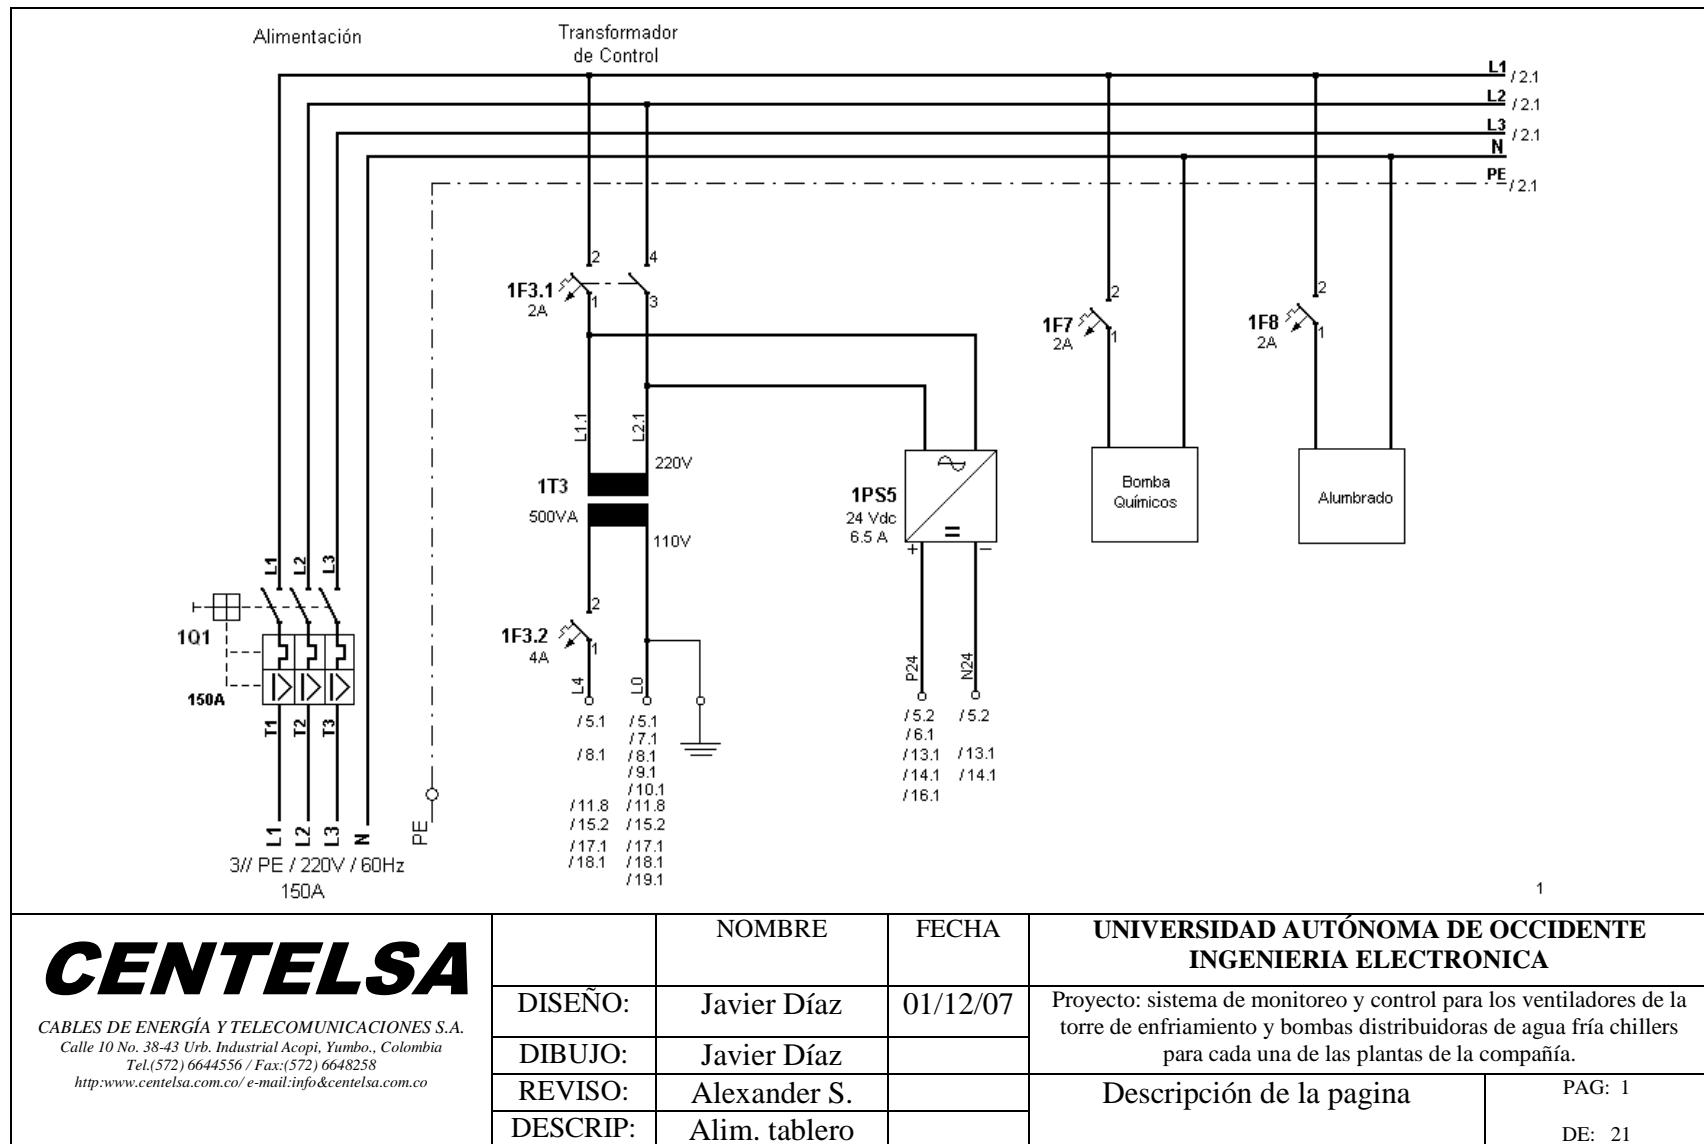 Alimentación
Transformador
de Control
L1 / 2.1
L2 / 2.1
L3 / 2.1
N
PE / 2.1
2
4
1F3.1
2A
1
3
2
1F7
2A
1
2
1F8
2A
1
L1.1
L2.1
220V
1T3
500VA
110V
1PS5
24 Vdc
6.5 A
+
=
–
Bomba
Químicos
Alumbrado
L1
L2
L3
1Q1
150A
T1
T2
T3
2
1F3.2
4A
1
L4
L0
P24
N24
/ 5.1 / 5.1
/7.1
/ 8.1 / 8.1
/ 9.1
/ 10.1
/ 11.8 / 11.8
/ 15.2 / 15.2
/ 17.1 / 17.1
/ 18.1 / 18.1
/ 19.1
/ 5.2 / 5.2
/ 6.1
/ 13.1 / 13.1
/ 14.1 / 14.1
/ 16.1
L1
L2
L3
N
PE
3// PE / 220V / 60Hz
150A
1
CENTELSA
CABLES DE ENERGÍA Y TELECOMUNICACIONES S.A.
Calle 10 No. 38-43 Urb. Industrial Acopi, Yumbo., Colombia
Tel.(572) 6644556 / Fax:(572) 6648258
http:www.centelsa.com.co/ e-mail:info&centelsa.com.co
NOMBRE FECHA
DISEÑO: Javier Díaz 01/12/07
DIBUJO: Javier Díaz
REVISO: Alexander S.
DESCRIP: Alim. tablero
UNIVERSIDAD AUTÓNOMA DE OCCIDENTE
INGENIERIA ELECTRONICA
Proyecto: sistema de monitoreo y control para los ventiladores de la
torre de enfriamiento y bombas distribuidoras de agua fría chillers
para cada una de las plantas de la compañía.
Descripción de la pagina
PAG: 1
DE: 21